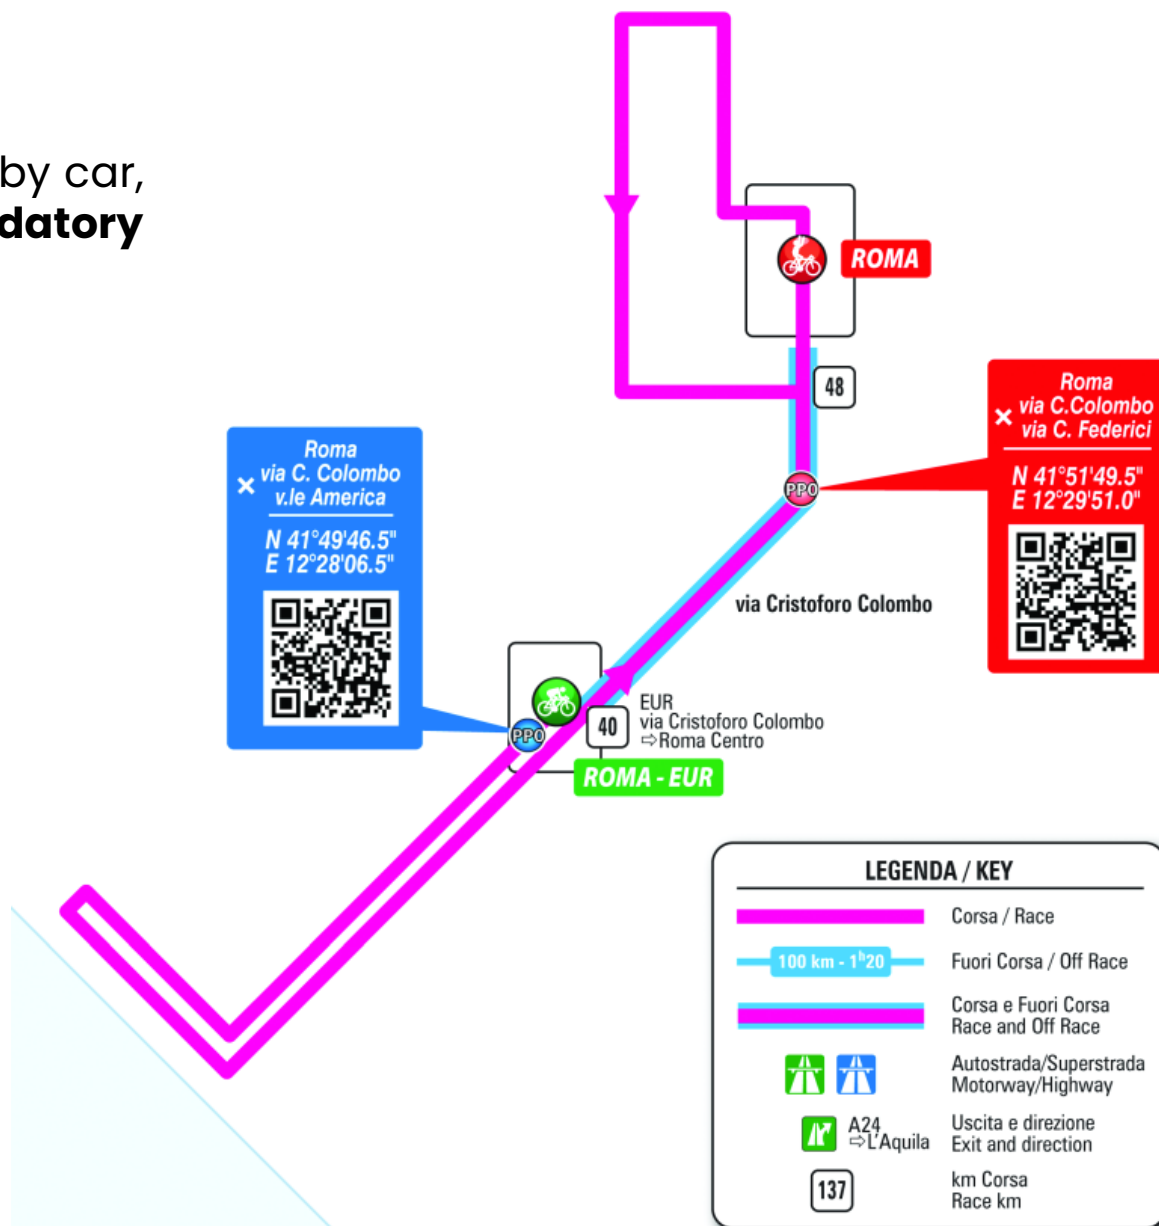 by car,
datory
ROMA
48
Roma
× via C.Colombo
via C. Federici
N 41°51'49.5"
E 12°29'51.0"
PPO
Roma
× via C. Colombo
v.le America
N 41°49'46.5"
E 12°28'06.5"
via Cristoforo Colombo
PPO
40
EUR
via Cristoforo Colombo
⇨Roma Centro
ROMA - EUR
LEGENDA / KEY
Corsa / Race
100 km - 1h20
Fuori Corsa / Off Race
Corsa e Fuori Corsa
Race and Off Race
Autostrada/Superstrada
Motorway/Highway
A24
⇨L'Aquila
Uscita e direzione
Exit and direction
137
km Corsa
Race km